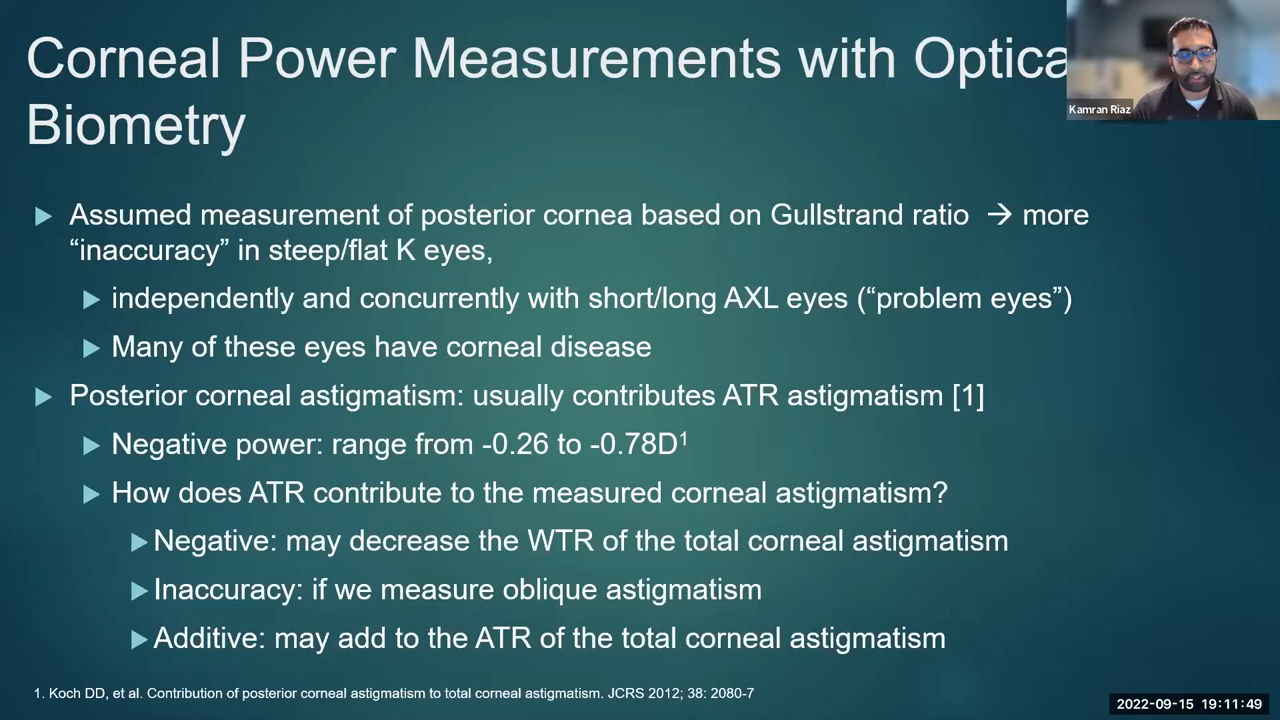 Corneal Power Measurements with Optica
Biometry
Kamran Riaz
Assumed measurement of posterior cornea based on Gullstrand ratio → more
“inaccuracy” in steep/flat K eyes,
independently and concurrently with short/long AXL eyes (“problem eyes”)
Many of these eyes have corneal disease
Posterior corneal astigmatism: usually contributes ATR astigmatism [1]
Negative power: range from -0.26 to -0.78D¹
How does ATR contribute to the measured corneal astigmatism?
Negative: may decrease the WTR of the total corneal astigmatism
Inaccuracy: if we measure oblique astigmatism
Additive: may add to the ATR of the total corneal astigmatism
1. Koch DD, et al. Contribution of posterior corneal astigmatism to total corneal astigmatism. JCRS 2012; 38: 2080-7
2022-09-15 19:11:49